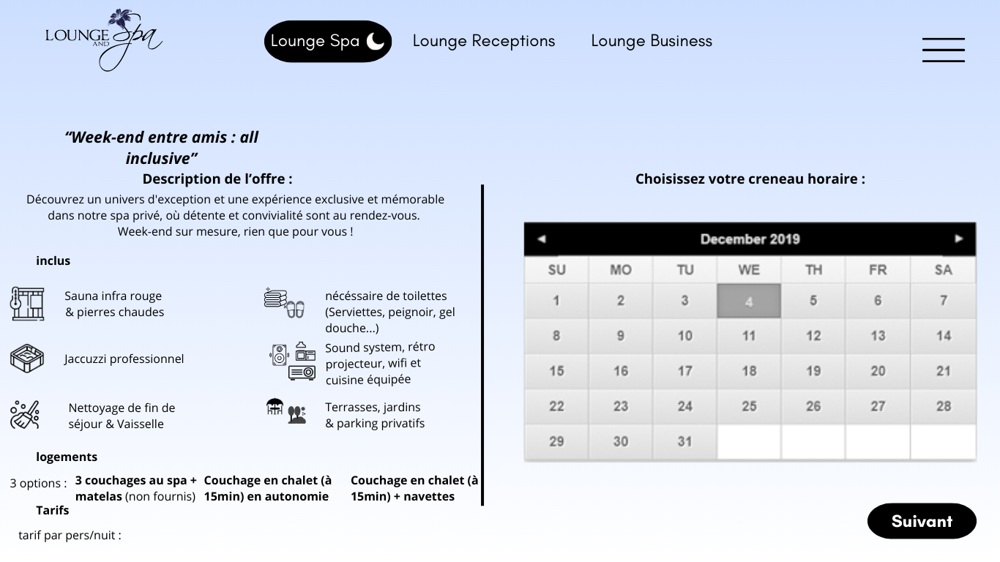 LOUNGE AND Spa
Lounge Spa
Lounge Receptions
Lounge Business
“Week-end entre amis : all
inclusive”
Description de l’offre :
Découvrez un univers d'exception et une expérience exclusive et mémorable
dans notre spa privé, où détente et convivialité sont au rendez-vous.
Week-end sur mesure, rien que pour vous !
inclus
Sauna infra rouge
& pierres chaudes
Jaccuzzi professionnel
Nettoyage de fin de
séjour & Vaisselle
nécéssaire de toilettes
(Serviettes, peignoir, gel
douche...)
Sound system, rétro
projecteur, wifi et
cuisine équipée
Terrasses, jardins
& parking privatifs
logements
3 options :
3 couchages au spa +
matelas (non fournis)
Couchage en chalet (à
15min) en autonomie
Couchage en chalet (à
15min) + navettes
Tarifs
tarif par pers/nuit :
Choisissez votre creneau horaire :
December 2019
SU MO TU WE TH FR SA
1 2 3 4 5 6 7
8 9 10 11 12 13 14
15 16 17 18 19 20 21
22 23 24 25 26 27 28
29 30 31
Suivant